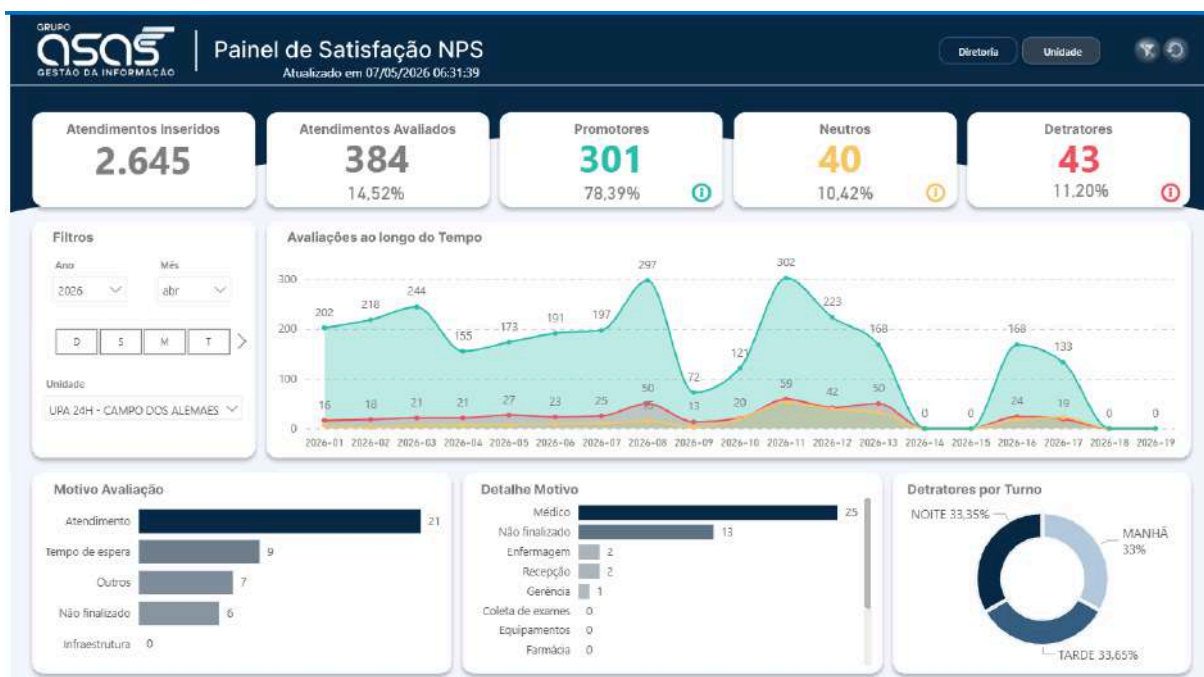 GRUPO
asas
GESTÃO DA INFORMAÇÃO
Painel de Satisfação NPS
Atualizado em 07/05/2026 06:31:39
Diretoria
Unidade
Atendimentos Inseridos
2.645
Atendimentos Avaliados
384
14,52%
Promotores
301
78,39%
Neutros
40
10,42%
Detratores
43
11,20%
Filtros
Ano
Mês
2026
abr
D S M T
Unidade
UPA 24H - CAMPO DOS ALEMAES
Avaliações ao longo do Tempo
300
200
100
0
202 218 244 155 173 191 197 297 72 121 302 223 168 0 0 168 133 0 0
16 18 21 21 27 23 25 50 13 20 59 42 50 24 19
2026-01 2026-02 2026-03 2026-04 2026-05 2026-06 2026-07 2026-08 2026-09 2026-10 2026-11 2026-12 2026-13 2026-14 2026-15 2026-16 2026-17 2026-18 2026-19
Motivo Avaliação
Atendimento 21
Tempo de espera 9
Outros 7
Não finalizado 6
Infraestrutura 0
Detalhe Motivo
Médico 25
Não finalizado 13
Enfermagem 2
Recepção 2
Gerência 1
Coleta de exames 0
Equipamentos 0
Farmácia 0
Detratores por Turno
NOITE 33,35%
MANHÃ
33%
TARDE 33,65%